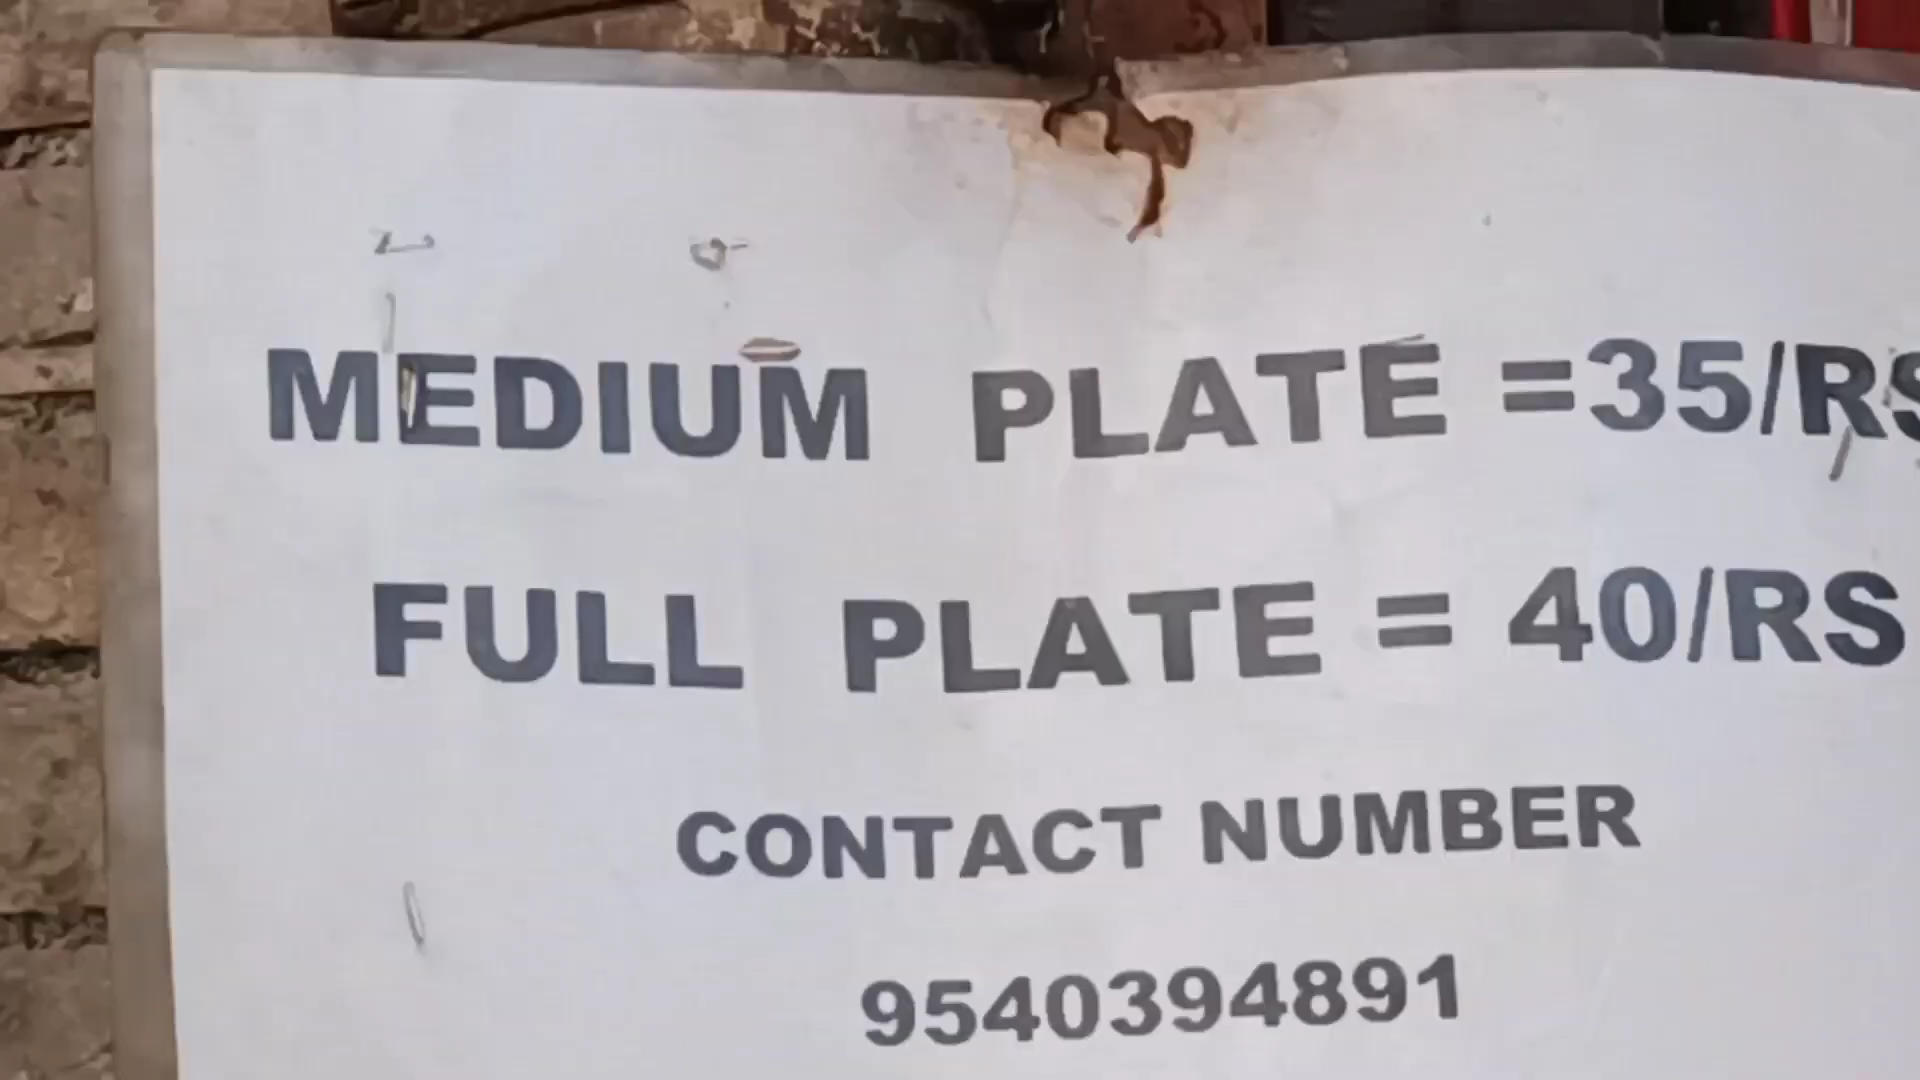 MEDIUM PLATE =35/RS
FULL PLATE = 40/RS
CONTACT NUMBER
9540394891